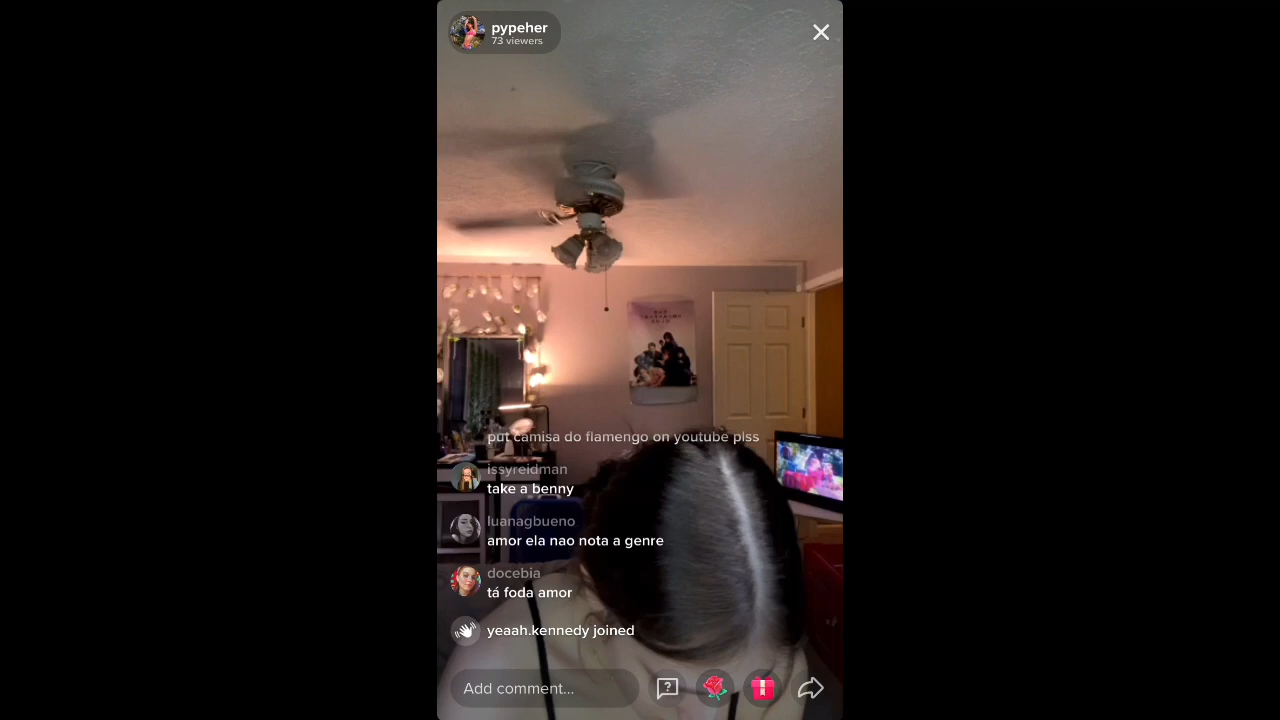 pypeher
73 viewers
put camisa do flamengo on youtube plss
issyreidman
take a benny
luanagbueno
amor ela nao nota a genre
docebia
tá foda amor
yeaah.kennedy joined
Add comment...